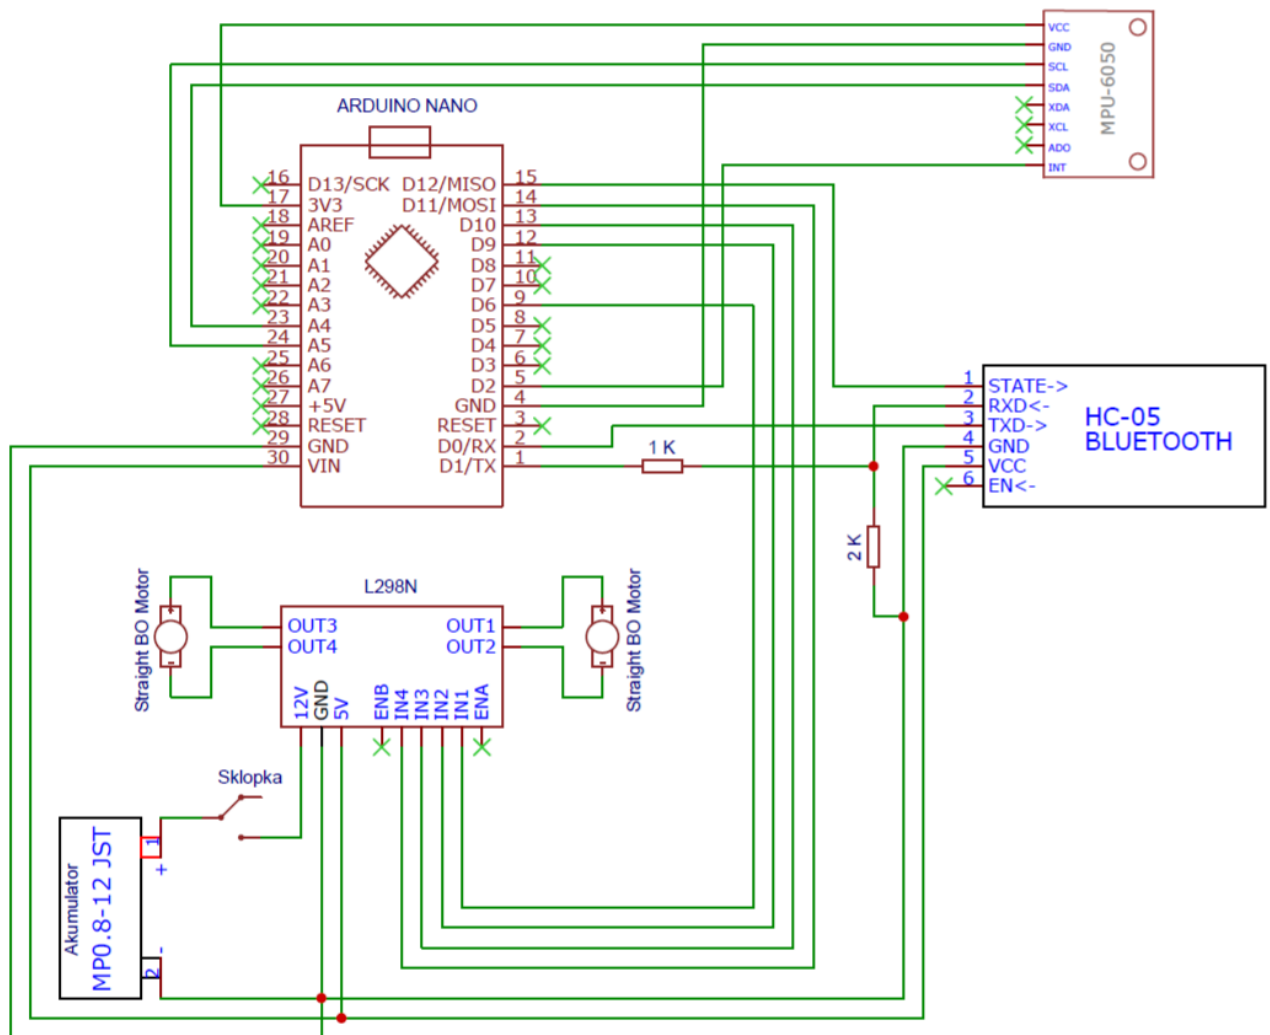 VCC
GND
SCL
SDA
XDA
XCL
ADO
INT
MPU-6050
ARDUINO NANO
16 D13/SCK D12/MISO 15
17 3V3 D11/MOSI 14
18 AREF D10 13
19 A0 D9 12
20 A1 D8 11
21 A2 D7 10
22 A3 D6 9
23 A4 D5 8
24 A5 D4 7
25 A6 D3 6
26 A7 D2 5
27 +5V GND 4
28 RESET RESET 3
29 GND D0/RX 2
30 VIN D1/TX 1
1 K
2 K
1 STATE->
2 RXD<-
3 TXD->
4 GND
5 VCC
6 EN<-
HC-05
BLUETOOTH
Straight BO Motor
+
-
L298N
OUT3 OUT1
OUT4 OUT2
12V GND 5V ENB IN4 IN3 IN2 IN1 ENA
+
-
Straight BO Motor
Sklopka
Akumulator
MP0.8-12 JST
1
+
-
2